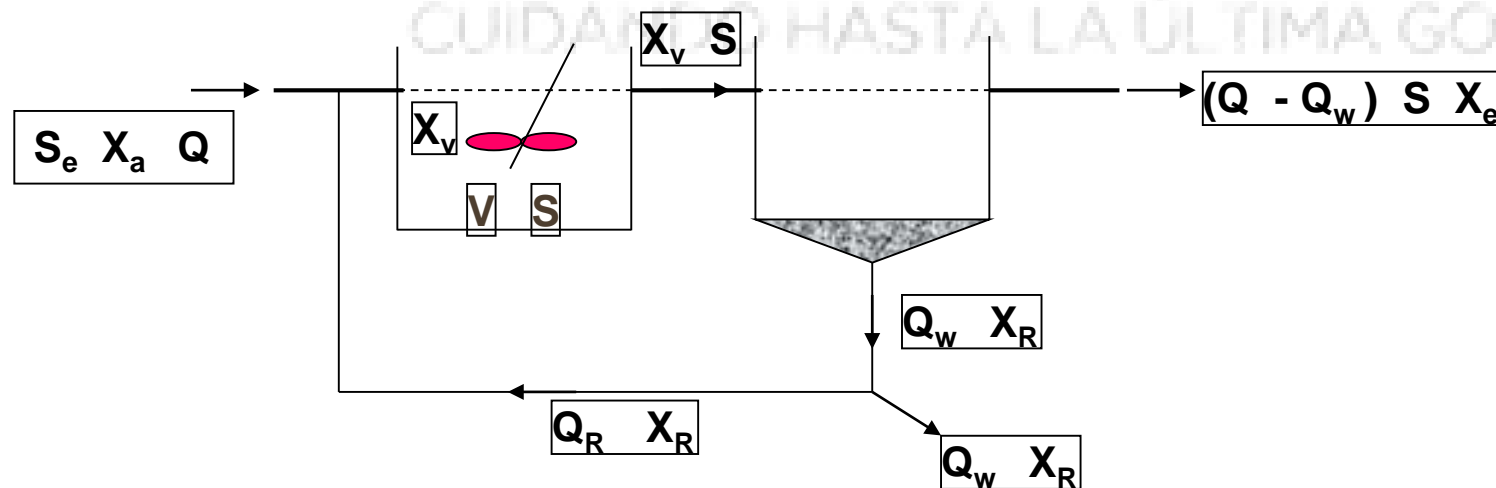 CUIDANDO HASTA LA ÚLTIMA GO
Xv S
(Q - Qw) S Xe
Xv
Se Xa Q
V S
Qw XR
QR XR
Qw XR